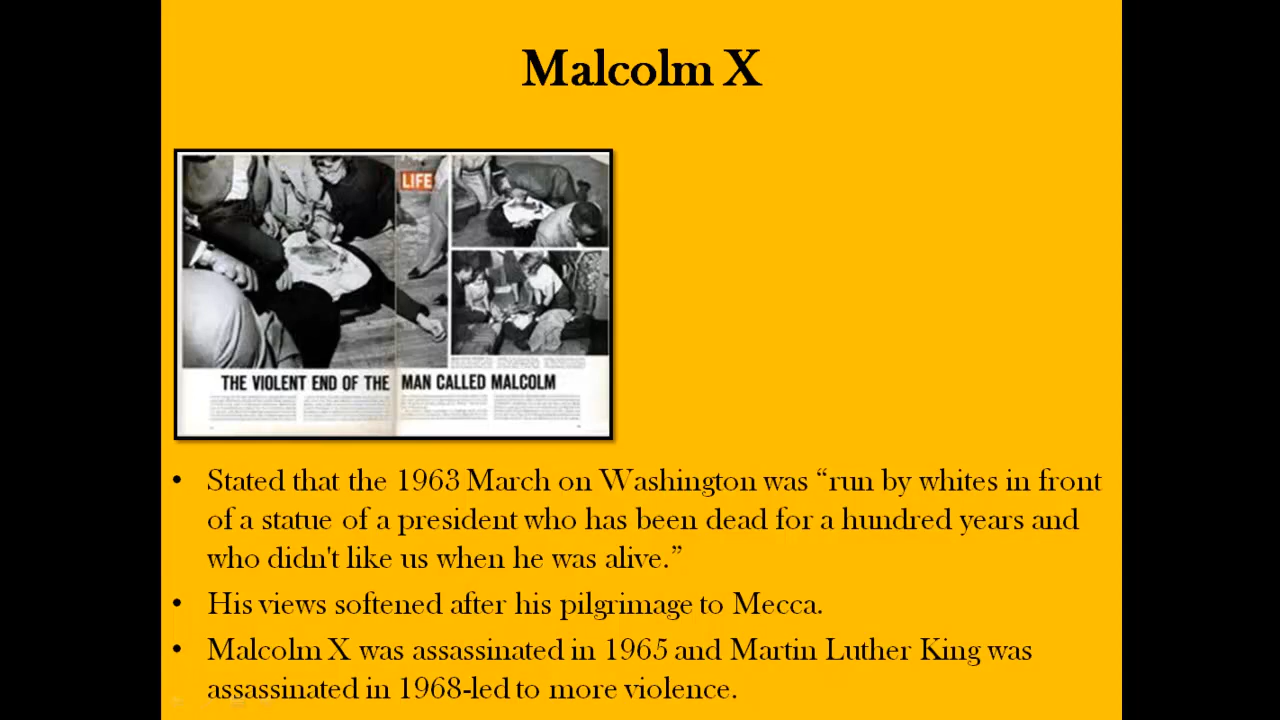 Malcolm X
LIFE
THE VIOLENT END OF THE MAN CALLED MALCOLM
• Stated that the 1963 March on Washington was “run by whites in front
of a statue of a president who has been dead for a hundred years and
who didn't like us when he was alive.”
• His views softened after his pilgrimage to Mecca.
• Malcolm X was assassinated in 1965 and Martin Luther King was
assassinated in 1968-led to more violence.